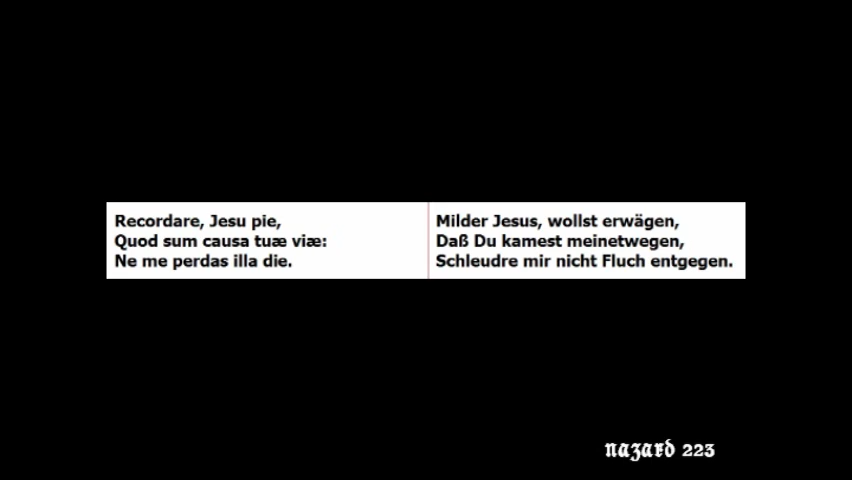 Recordare, Jesu pie,
Quod sum causa tuæ viæ:
Ne me perdas illa die.
Milder Jesus, wollst erwägen,
Daß Du kamest meinetwegen,
Schleudre mir nicht Fluch entgegen.
nazard 223